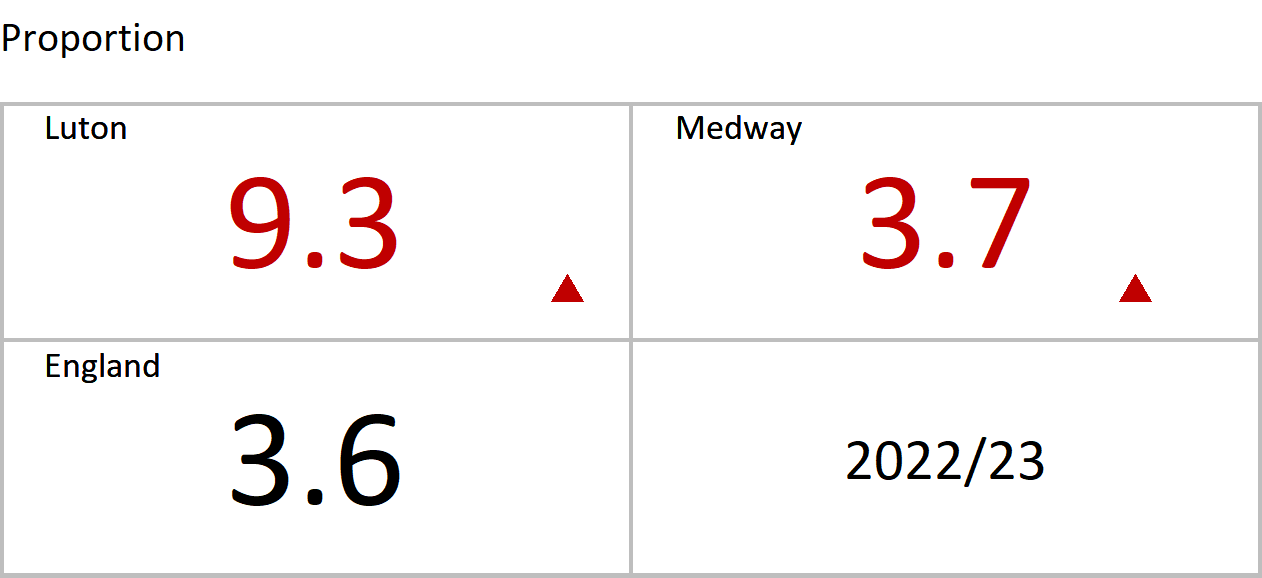 Proportion
Luton
9.3
Medway
3.7
England
3.6
2022/23